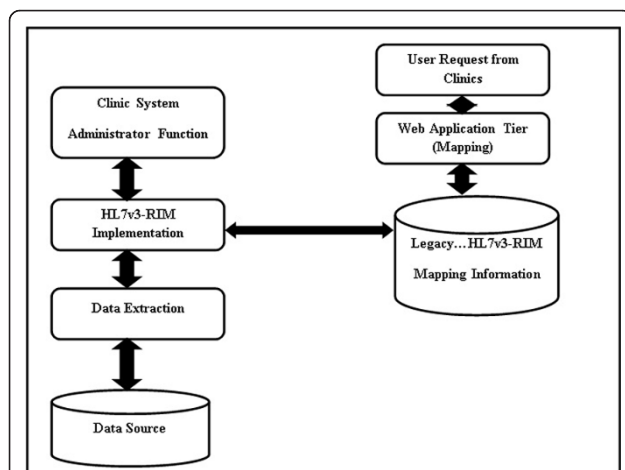 User Request from
Clinics
Clinic System
Administrator Function
Web Application Tier
(Mapping)
HL7v3-RIM
Implementation
Legacy...HL7v3-RIM
Mapping Information
Data Extraction
Data Source